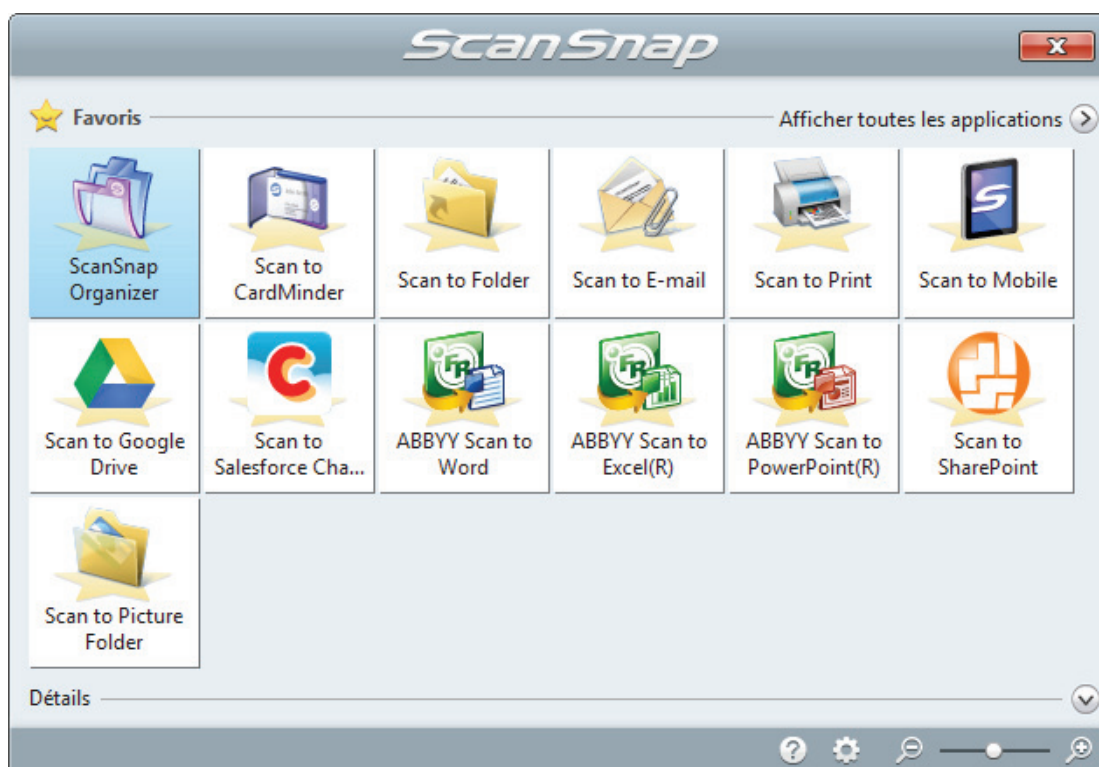 ScanSnap
Favoris
Afficher toutes les applications
ScanSnap
Organizer
Scan to
CardMinder
Scan to Folder
Scan to E-mail
Scan to Print
Scan to Mobile
Scan to Google
Drive
Scan to
Salesforce Cha...
ABBYY Scan to
Word
ABBYY Scan to
Excel(R)
ABBYY Scan to
PowerPoint(R)
Scan to
SharePoint
Scan to Picture
Folder
Détails